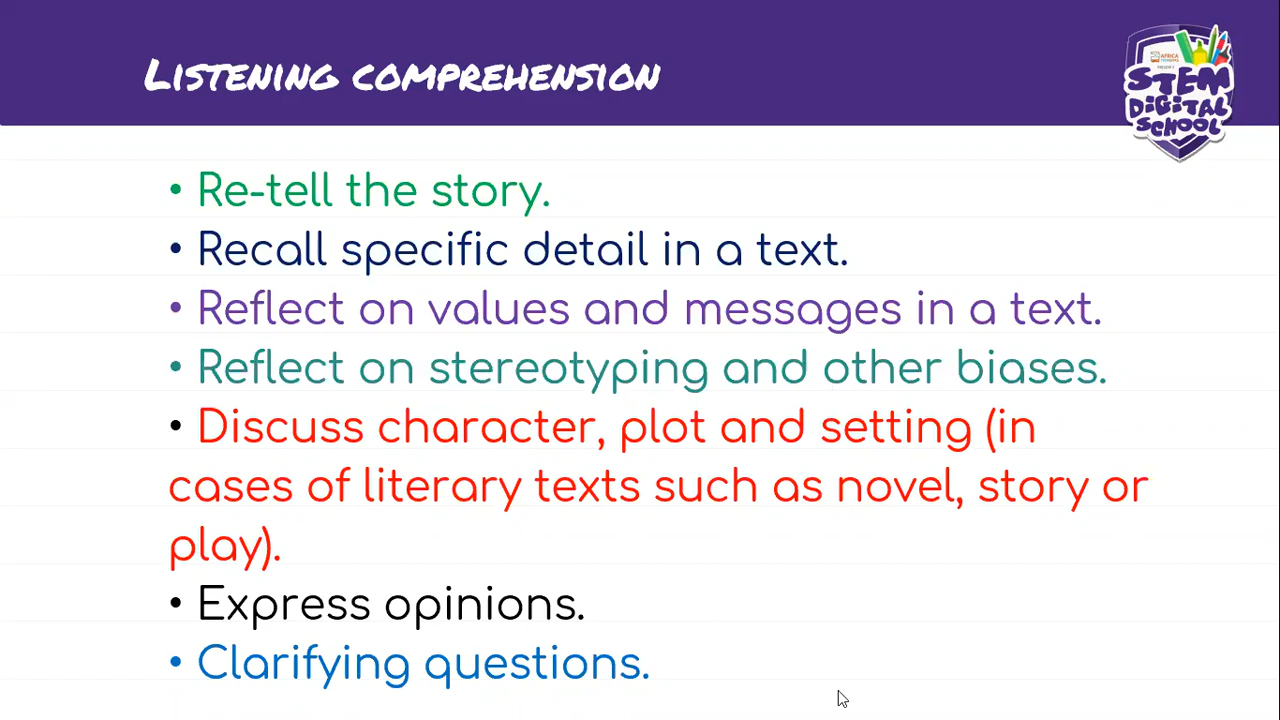 Listening comprehension
AFRICA
STEM
DIGITAL
SCHOOL
• Re-tell the story.
• Recall specific detail in a text.
• Reflect on values and messages in a text.
• Reflect on stereotyping and other biases.
• Discuss character, plot and setting (in
cases of literary texts such as novel, story or
play).
• Express opinions.
• Clarifying questions.